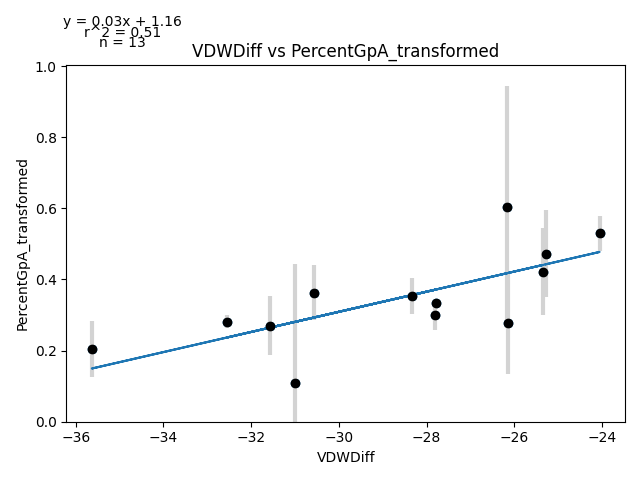 y = 0.03x + 1.16
r^2 = 0.51
n = 13
VDWDiff vs PercentGpA_transformed
1.0
0.8
0.6
0.4
0.2
0.0
PercentGpA_transformed
−36
−34
−32
−30
−28
−26
−24
VDWDiff